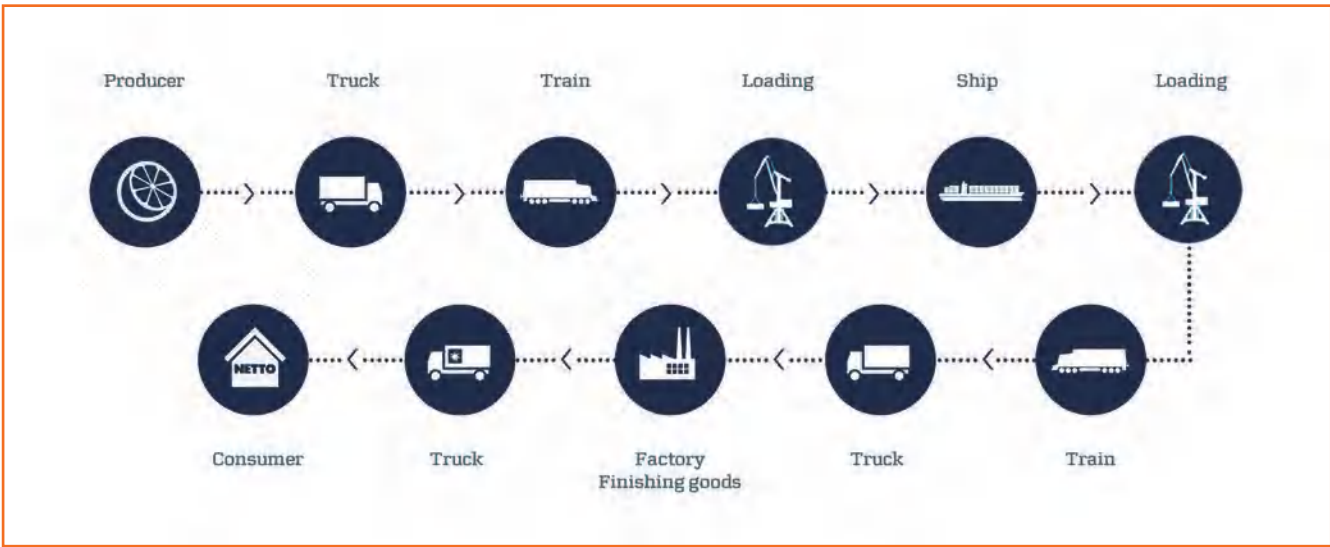 Producer
Truck
Train
Loading
Ship
Loading
NETTO
Consumer
Truck
Factory
Finishing goods
Truck
Train